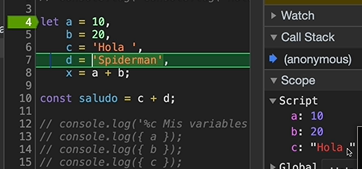 4 let a = 10,
5 b = 20,
6 c = 'Hola ',
7 d = 'Spiderman',
8 x = a + b;
9
10 const saludo = c + d;
11
12 // console.log('%c Mis variables
13 // console.log({ a });
14 // console.log({ b });
15 // console.log({ c });
Watch
Call Stack
(anonymous)
Scope
Script
a: 10
b: 20
c: "Hola "
Global